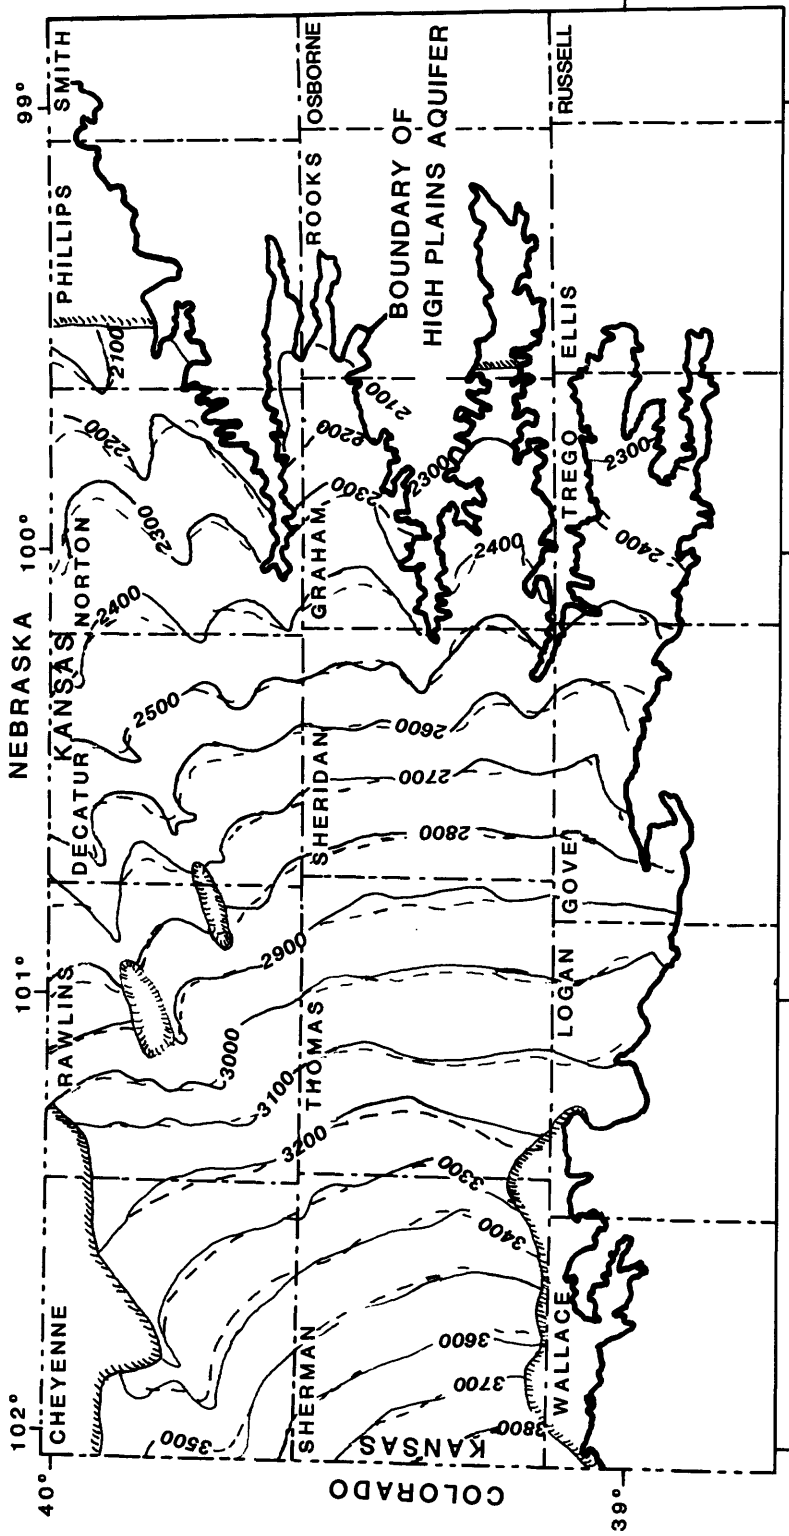 NEBRASKA
KANSAS
102°
101°
100°
99°
40°
39°
CHEYENNE
RAWLINS
DECATUR
NORTON
PHILLIPS
SMITH
SHERMAN
THOMAS
SHERIDAN
GRAHAM
ROOKS
OSBORNE
WALLACE
LOGAN
GOVE
TREGO
ELLIS
RUSSELL
COLORADO
KANSAS
BOUNDARY OF
HIGH PLAINS AQUIFER
2100
2200
2300
2400
2500
2600
2700
2800
2900
3000
3100
3200
3300
3400
3500
3600
3700
3800
2100
2200
2300
2300
2400
2300
2400